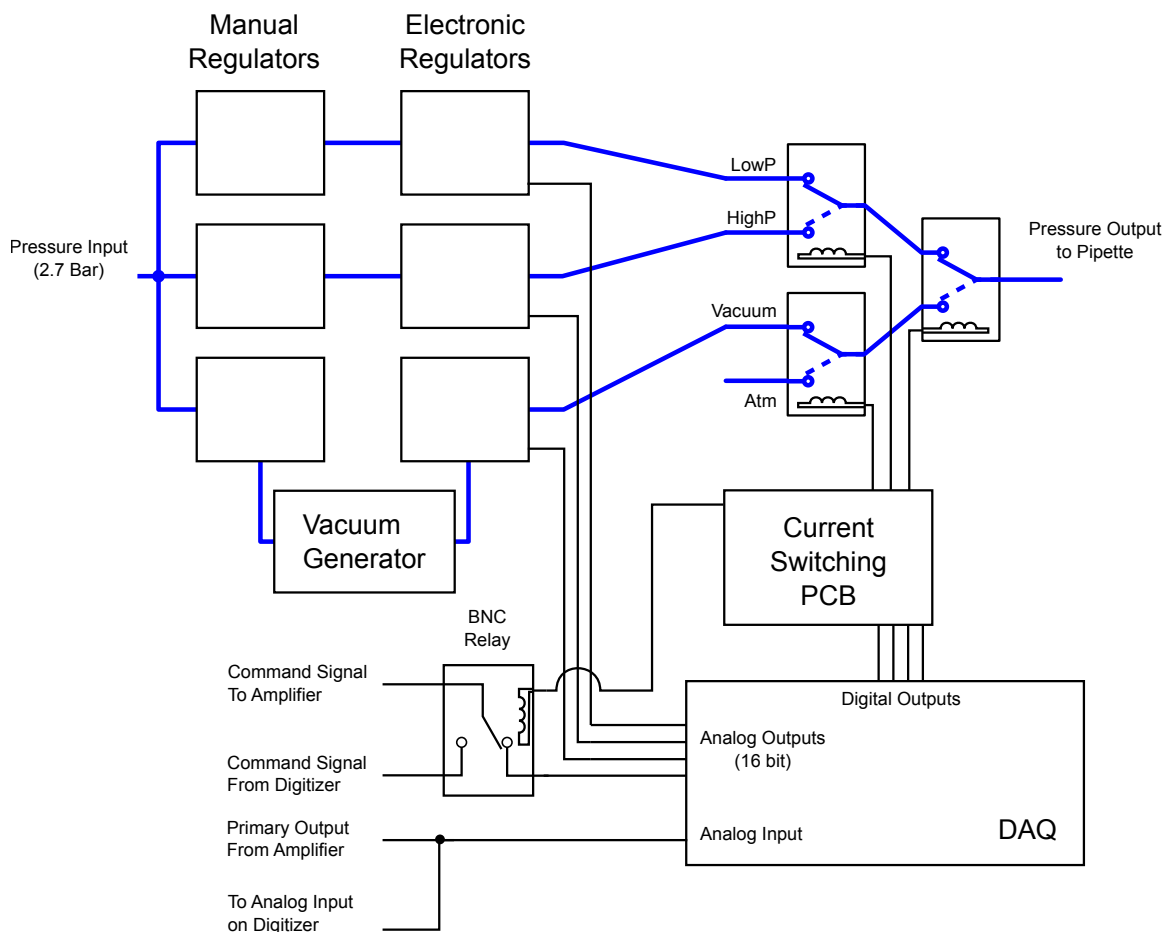 Manual
Regulators
Electronic
Regulators
Pressure Input
(2.7 Bar)
LowP
HighP
Vacuum
Atm
Pressure Output
to Pipette
Vacuum
Generator
Current
Switching
PCB
BNC
Relay
Command Signal
To Amplifier
Command Signal
From Digitizer
Primary Output
From Amplifier
To Analog Input
on Digitizer
Digital Outputs
Analog Outputs
(16 bit)
Analog Input
DAQ